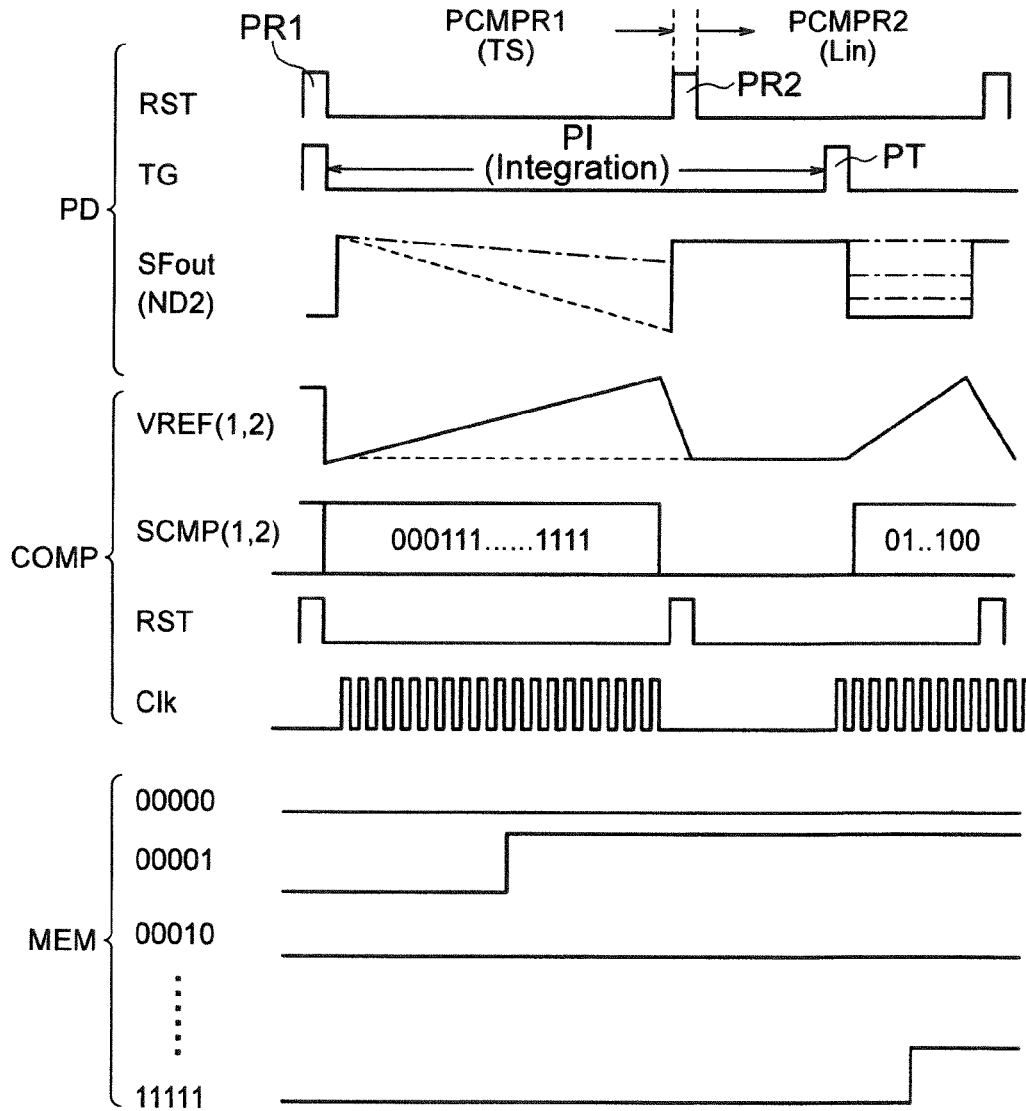 PR1
PCMPR1
(TS)
PCMPR2
(Lin)
RST
PR2
PI
(Integration)
TG
PT
PD
SFout
(ND2)
VREF(1,2)
SCMP(1,2)
000111......1111
01..100
COMP
RST
Clk
00000
00001
MEM
00010
11111